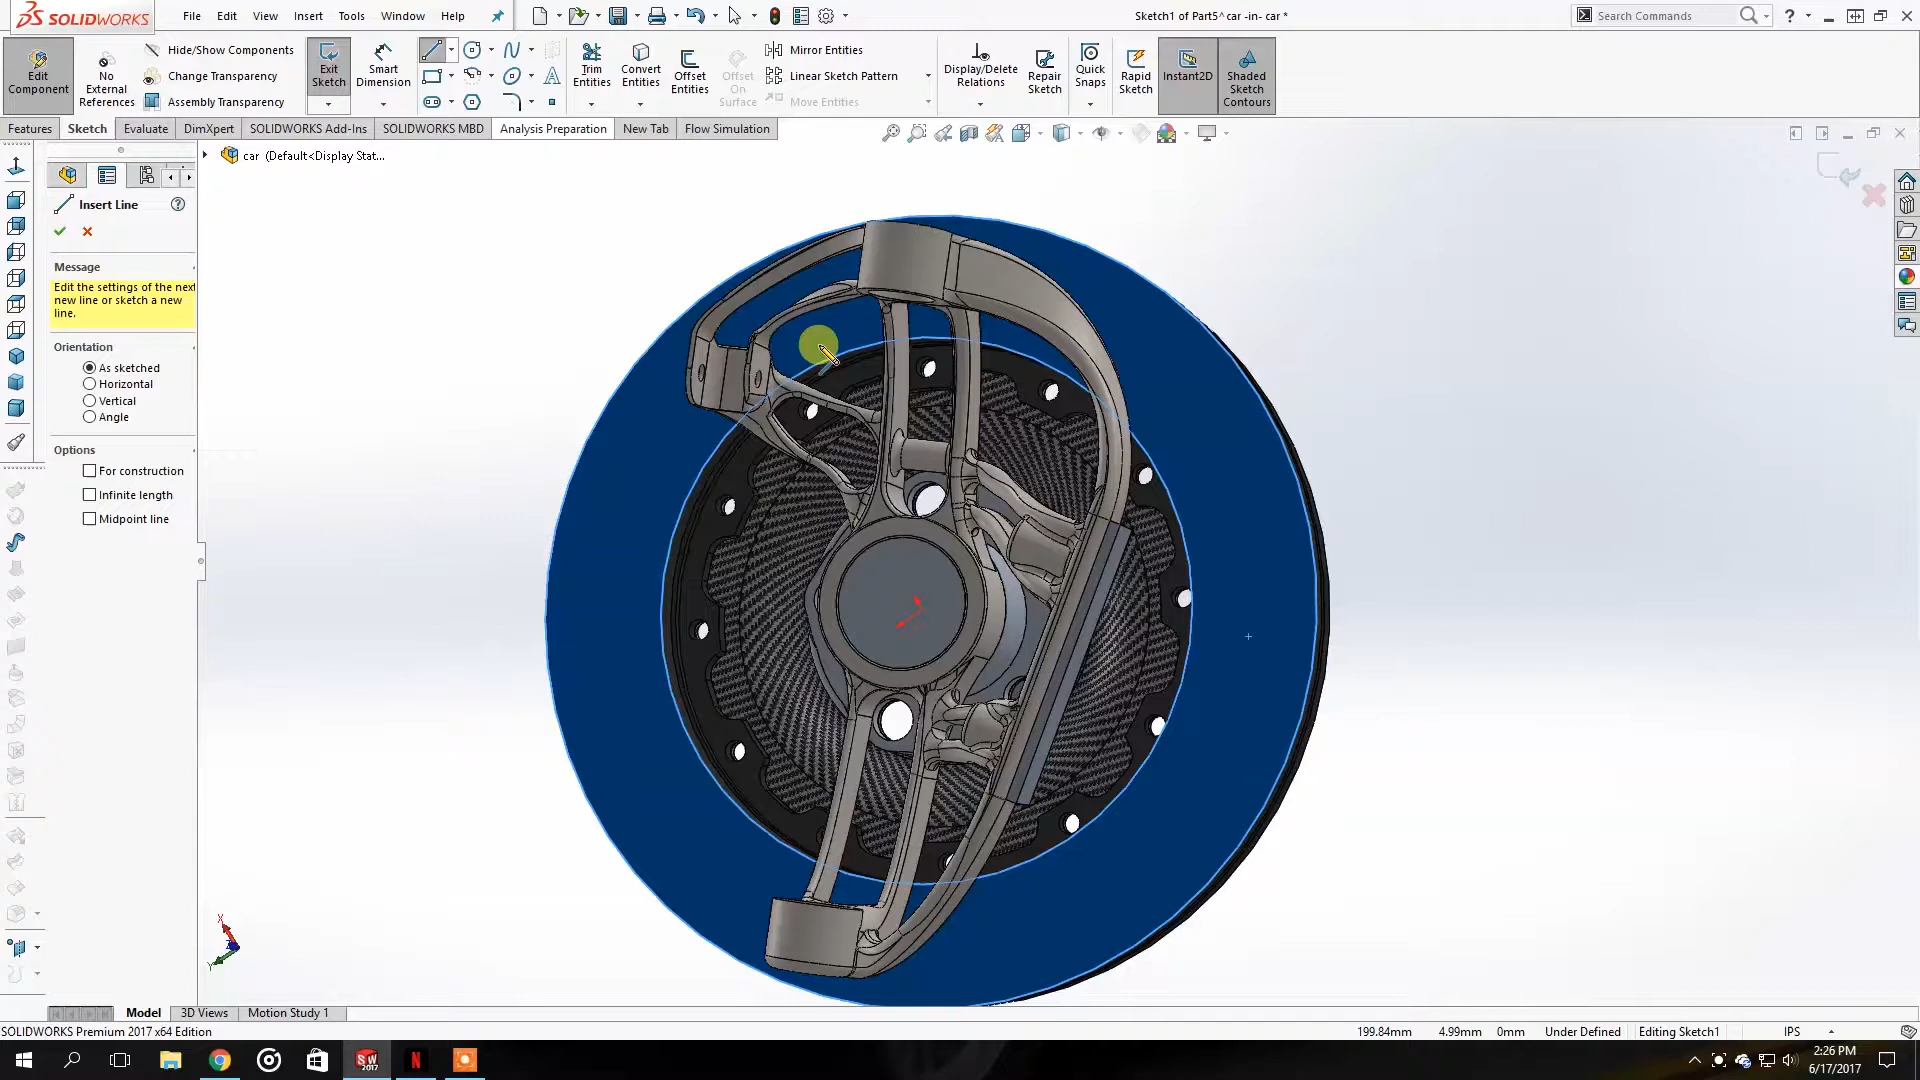 SOLIDWORKS
File Edit View Insert Tools Window Help
Sketch1 of Part5^ car -in- car *
Search Commands
Edit Component
No External References
Hide/Show Components
Change Transparency
Assembly Transparency
Exit Sketch
Smart Dimension
Trim Entities
Convert Entities
Offset Entities
Offset On Surface
Mirror Entities
Linear Sketch Pattern
Move Entities
Display/Delete Relations
Repair Sketch
Quick Snaps
Rapid Sketch
Instant2D
Shaded Sketch Contours
Features Sketch Evaluate DimXpert SOLIDWORKS Add-Ins SOLIDWORKS MBD Analysis Preparation New Tab Flow Simulation
car (Default<Display Stat...
Insert Line
Message
Edit the settings of the next
new line or sketch a new
line.
Orientation
As sketched
Horizontal
Vertical
Angle
Options
For construction
Infinite length
Midpoint line
X
Y
Z
Model 3D Views Motion Study 1
SOLIDWORKS Premium 2017 x64 Edition
199.84mm 4.99mm 0mm Under Defined Editing Sketch1 IPS
SW
2017
N
2:26 PM
6/17/2017